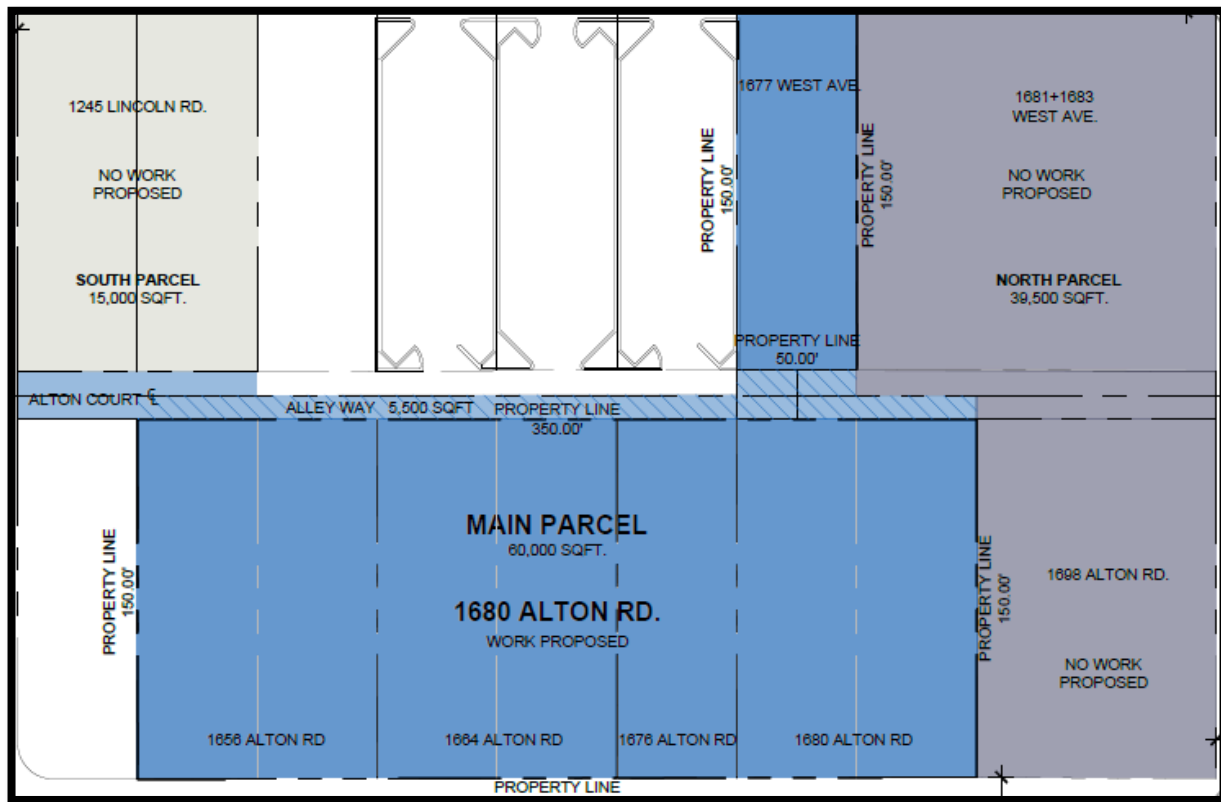 1245 LINCOLN RD.
NO WORK
PROPOSED
SOUTH PARCEL
15,000 SQFT.
PROPERTY LINE
150.00'
1677 WEST AVE.
PROPERTY LINE
150.00'
1681+1683
WEST AVE.
NO WORK
PROPOSED
NORTH PARCEL
39,500 SQFT.
PROPERTY LINE
50.00'
ALTON COURT ℄
ALLEY WAY 5,500 SQFT
PROPERTY LINE
350.00'
PROPERTY LINE
150.00'
MAIN PARCEL
60,000 SQFT.
1680 ALTON RD.
WORK PROPOSED
PROPERTY LINE
150.00'
1698 ALTON RD.
NO WORK
PROPOSED
1656 ALTON RD
1664 ALTON RD
1676 ALTON RD
1680 ALTON RD
PROPERTY LINE